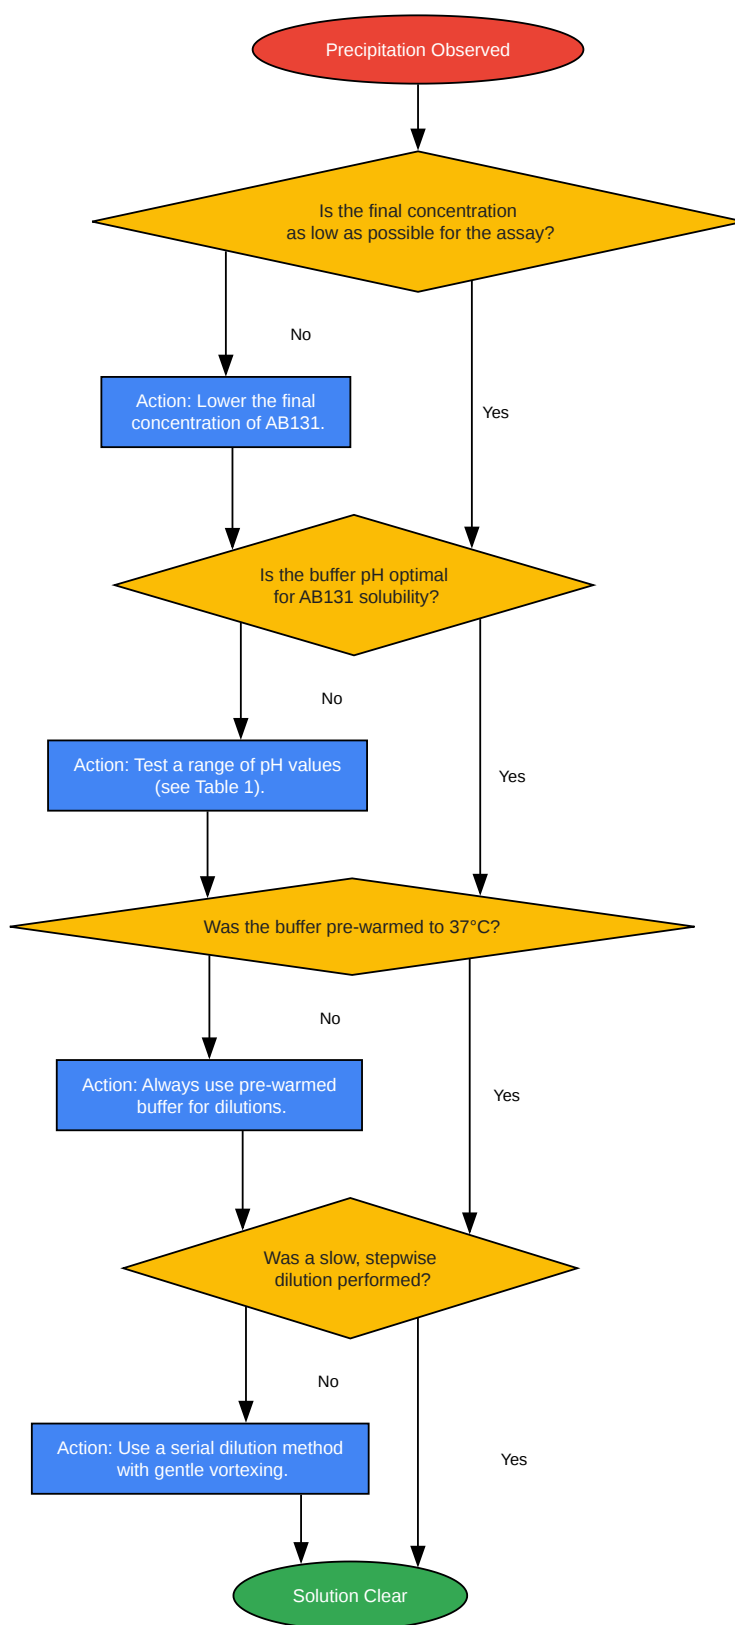 Precipitation Observed
Is the final concentration
as low as possible for the assay?
No
Action: Lower the final
concentration of AB131.
Yes
Is the buffer pH optimal
for AB131 solubility?
No
Action: Test a range of pH values
(see Table 1).
Yes
Was the buffer pre-warmed to 37°C?
No
Action: Always use pre-warmed
buffer for dilutions.
Yes
Was a slow, stepwise
dilution performed?
No
Action: Use a serial dilution method
with gentle vortexing.
Yes
Solution Clear